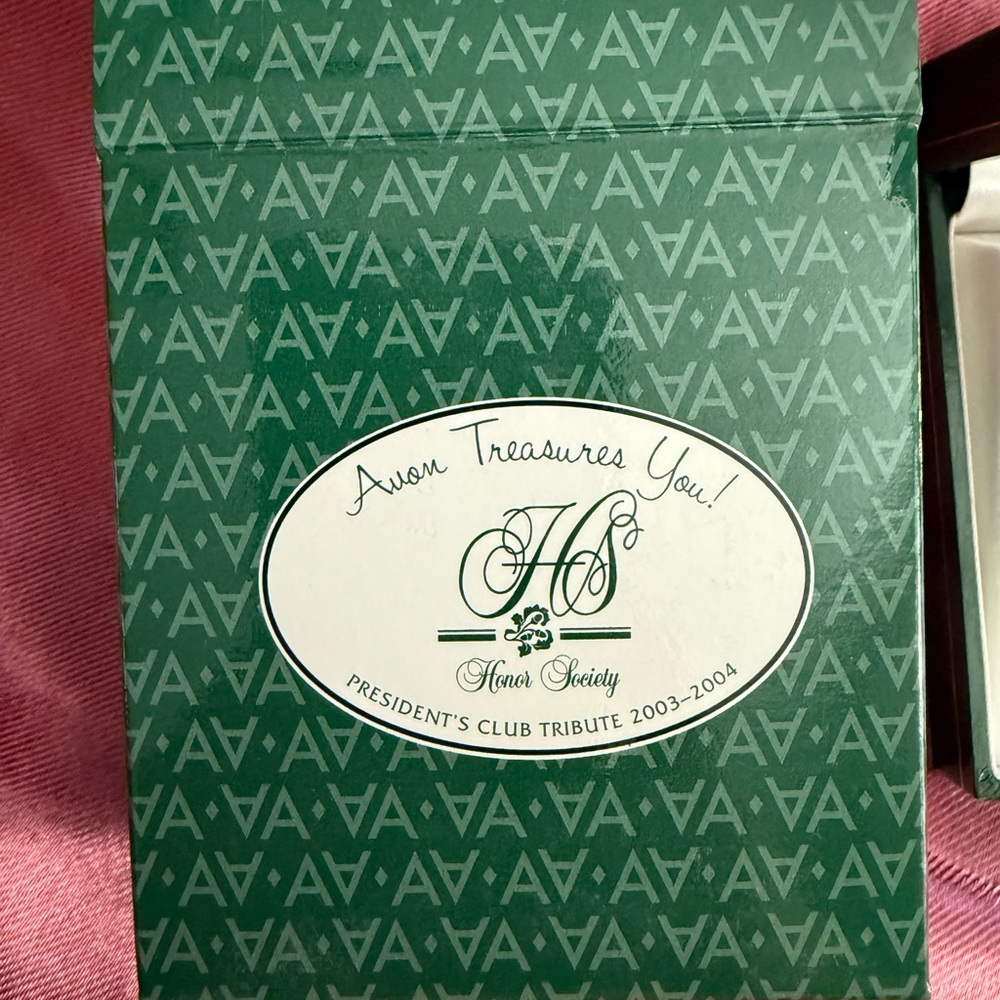 Avon Treasures You!
HS
Honor Society
PRESIDENT'S CLUB TRIBUTE 2003–2004